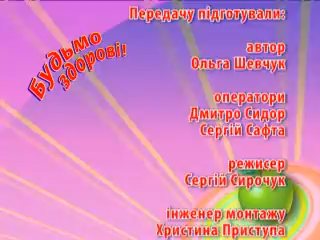 Будьмо
здорові!
Передачу підготували:
автор
Ольга Шевчук
оператори
Дмитро Сидор
Сергій Сафта
режисер
Сергій Сирочук
інженер монтажу
Христина Приступа